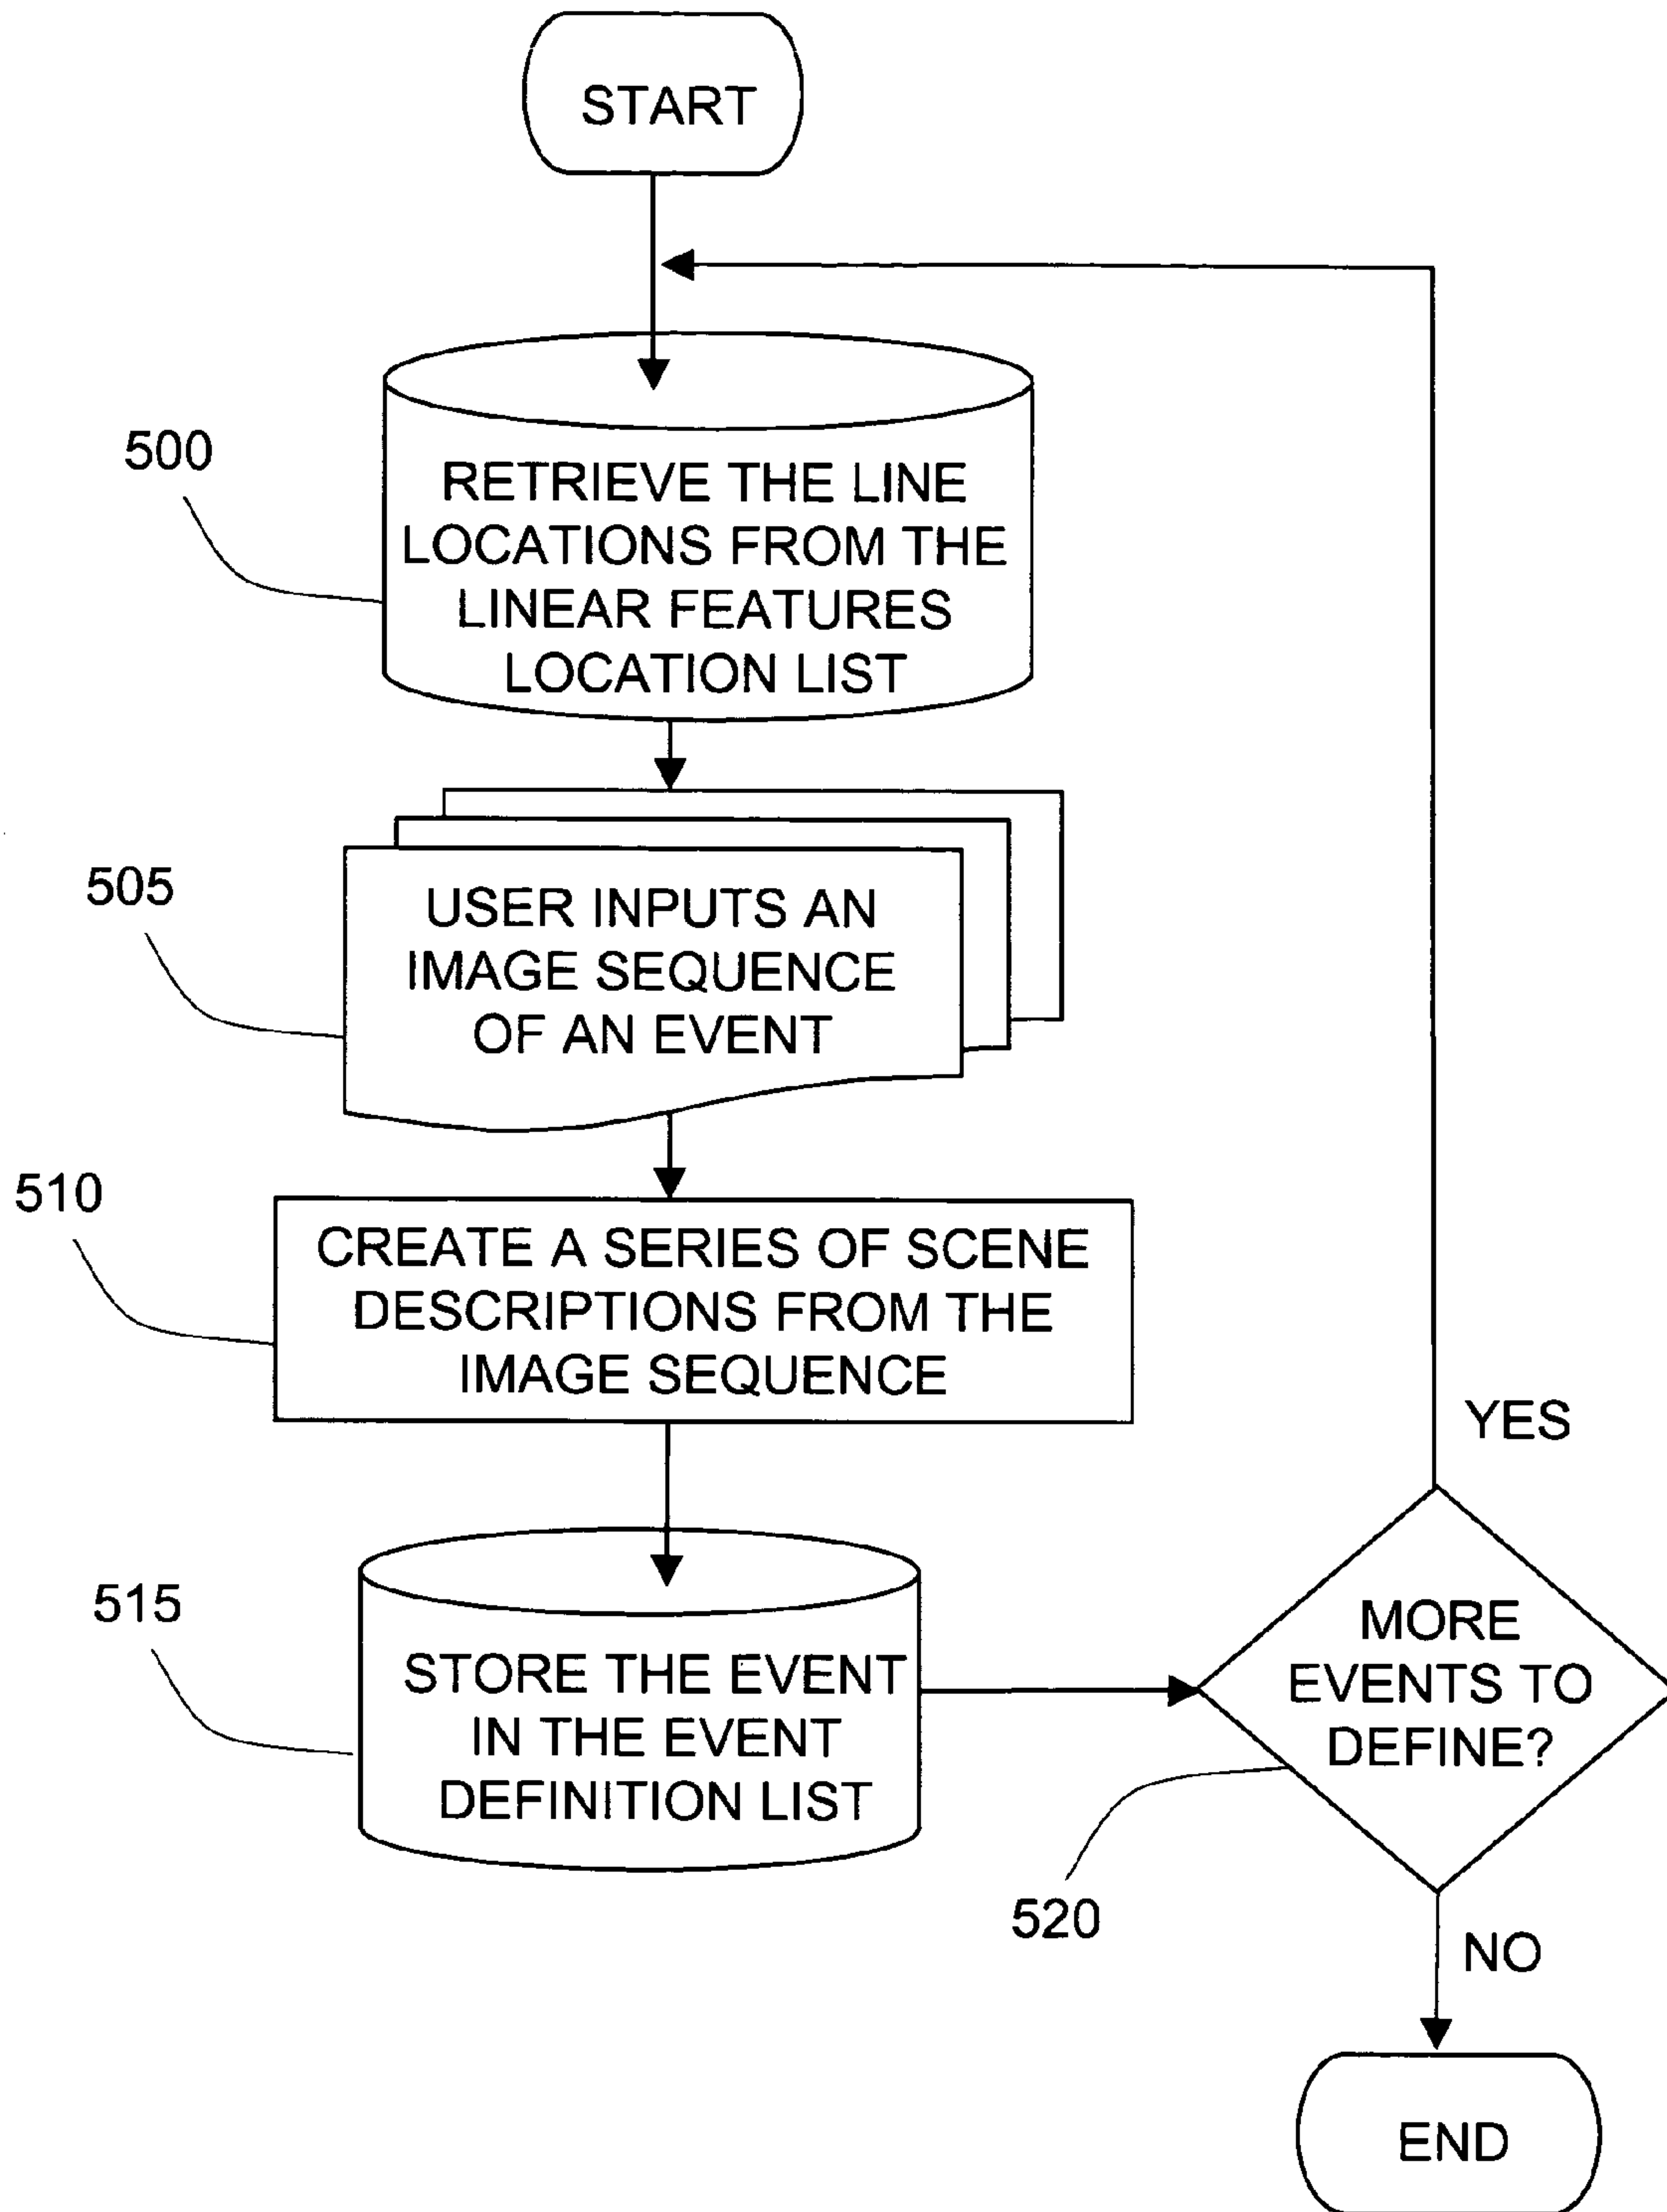 START
500
RETRIEVE THE LINE
LOCATIONS FROM THE
LINEAR FEATURES
LOCATION LIST
505
USER INPUTS AN
IMAGE SEQUENCE
OF AN EVENT
510
CREATE A SERIES OF SCENE
DESCRIPTIONS FROM THE
IMAGE SEQUENCE
YES
515
STORE THE EVENT
IN THE EVENT
DEFINITION LIST
MORE
EVENTS TO
DEFINE?
520
NO
END